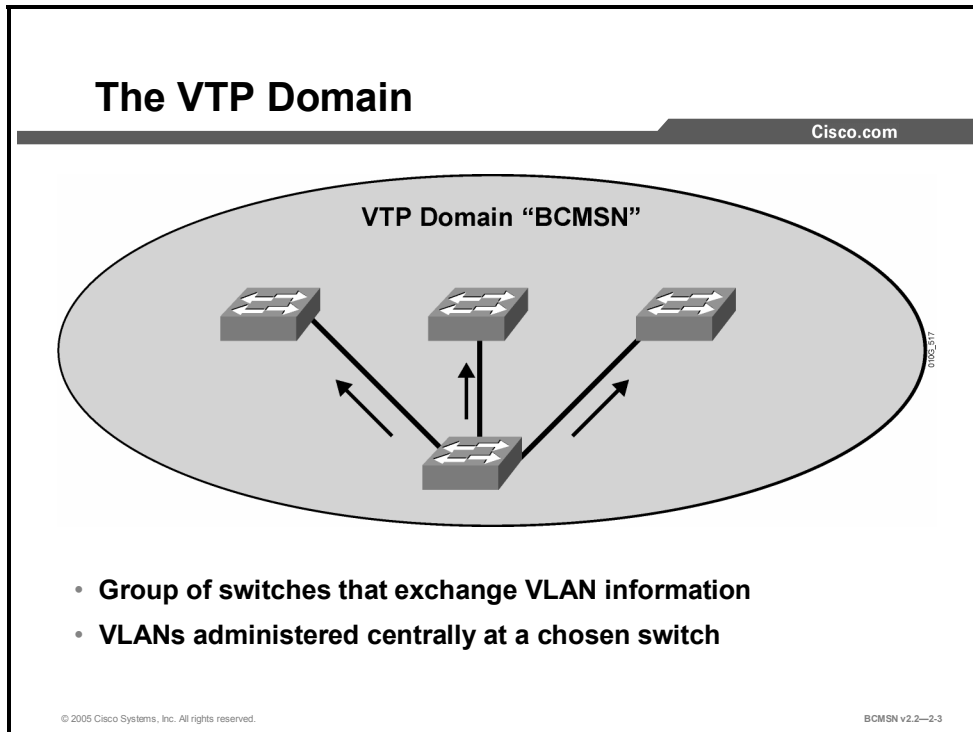 The VTP Domain
Cisco.com
VTP Domain “BCMSN”
010G_517
• Group of switches that exchange VLAN information
• VLANs administered centrally at a chosen switch
© 2005 Cisco Systems, Inc. All rights reserved.
BCMSN v2.2—2-3